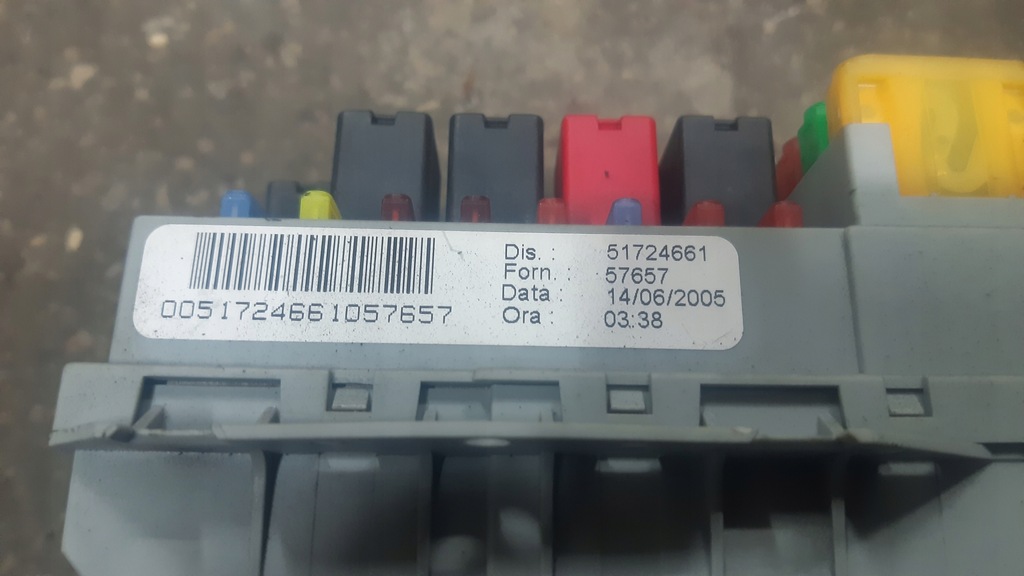 0051724661057657
Dis. : 51724661
Forn. : 57657
Data : 14/06/2005
Ora : 03:38